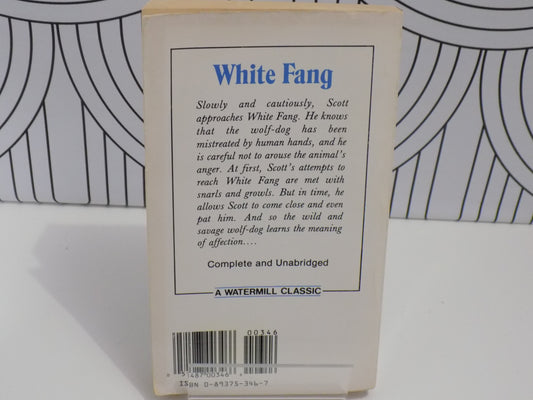 White Fang
Slowly and cautiously, Scott
approaches White Fang. He knows
that the wolf-dog has been
mistreated by human hands, and he
is careful not to arouse the animal's
anger. At first, Scott's attempts to
reach White Fang are met with
snarls and growls. But in time, he
allows Scott to come close and even
pat him. And so the wild and
savage wolf-dog learns the meaning
of affection....
Complete and Unabridged
A WATERMILL CLASSIC
00346
ISBN 0-89375-346-7